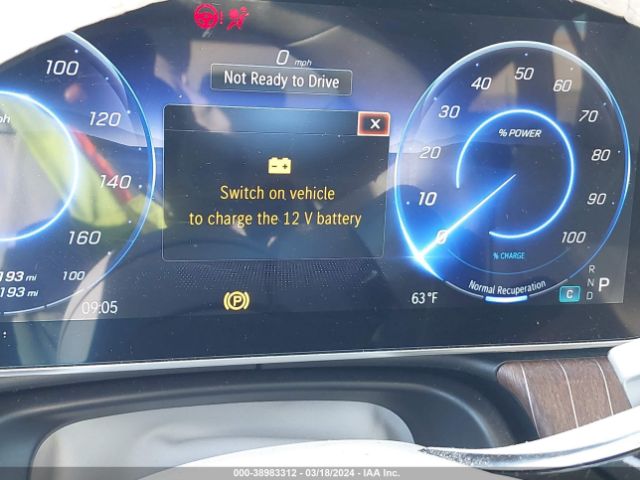 0 mph
Not Ready to Drive
100
120
140
160
ph
193 mi
193 mi
100
09:05
X
Switch on vehicle
to charge the 12 V battery
P
63°F
0
10
20
30
40
50
60
70
80
90
100
% POWER
% CHARGE
Normal Recuperation
C
R
N
D
P
000-38983312 - 03/18/2024 - IAA Inc.